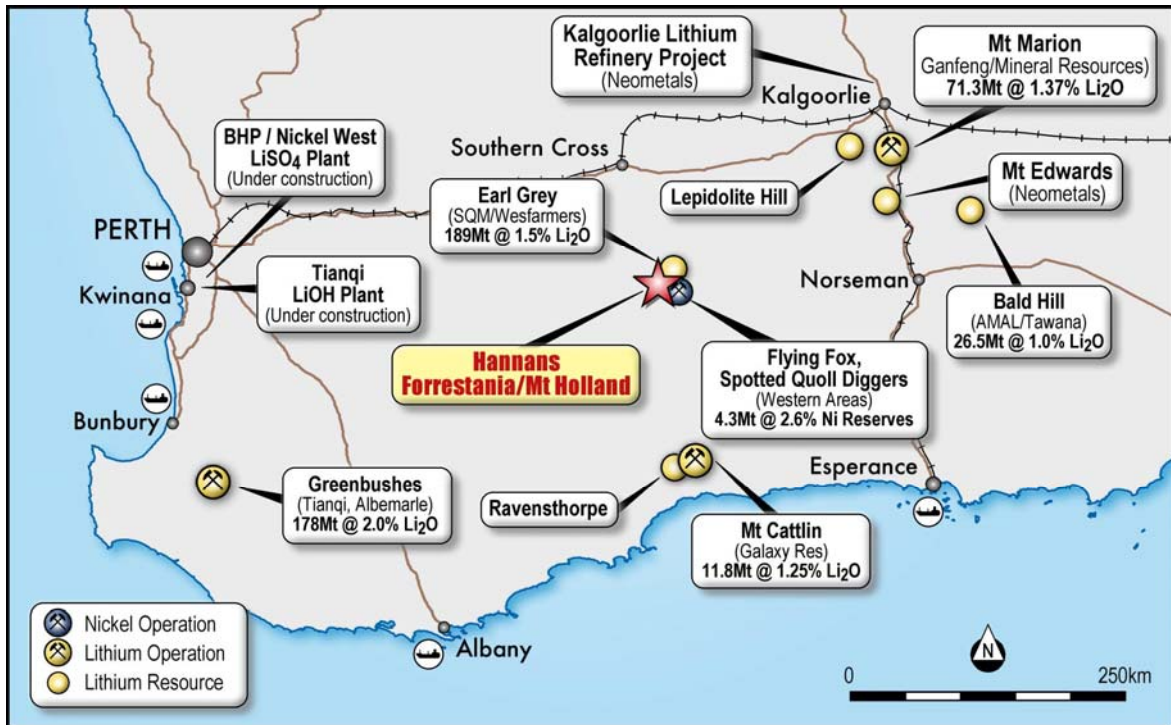 Kalgoorlie Lithium
Refinery Project
(Neometals)
Mt Marion
Ganfeng/Mineral Resources)
71.3Mt @ 1.37% Li₂O
Kalgoorlie
BHP / Nickel West
LiSO₄ Plant
(Under construction)
Southern Cross
Earl Grey
(SQM/Wesfarmers)
189Mt @ 1.5% Li₂O
Lepidolite Hill
Mt Edwards
(Neometals)
PERTH
Kwinana
Tianqi
LiOH Plant
(Under construction)
Norseman
Bald Hill
(AMAL/Tawana)
26.5Mt @ 1.0% Li₂O
Hannans
Forrestania/Mt Holland
Flying Fox,
Spotted Quoll Diggers
(Western Areas)
4.3Mt @ 2.6% Ni Reserves
Bunbury
Greenbushes
(Tianqi, Albemarle)
178Mt @ 2.0% Li₂O
Ravensthorpe
Esperance
Mt Cattlin
(Galaxy Res)
11.8Mt @ 1.25% Li₂O
Nickel Operation
Lithium Operation
Lithium Resource
Albany
N
0 250km